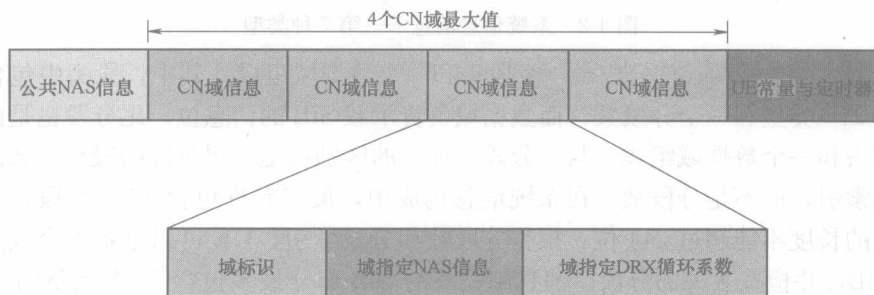 4个CN域最大值
公共NAS信息
CN域信息
CN域信息
CN域信息
CN域信息
UE常量与定时器
域标识
域指定NAS信息
域指定DRX循环系数